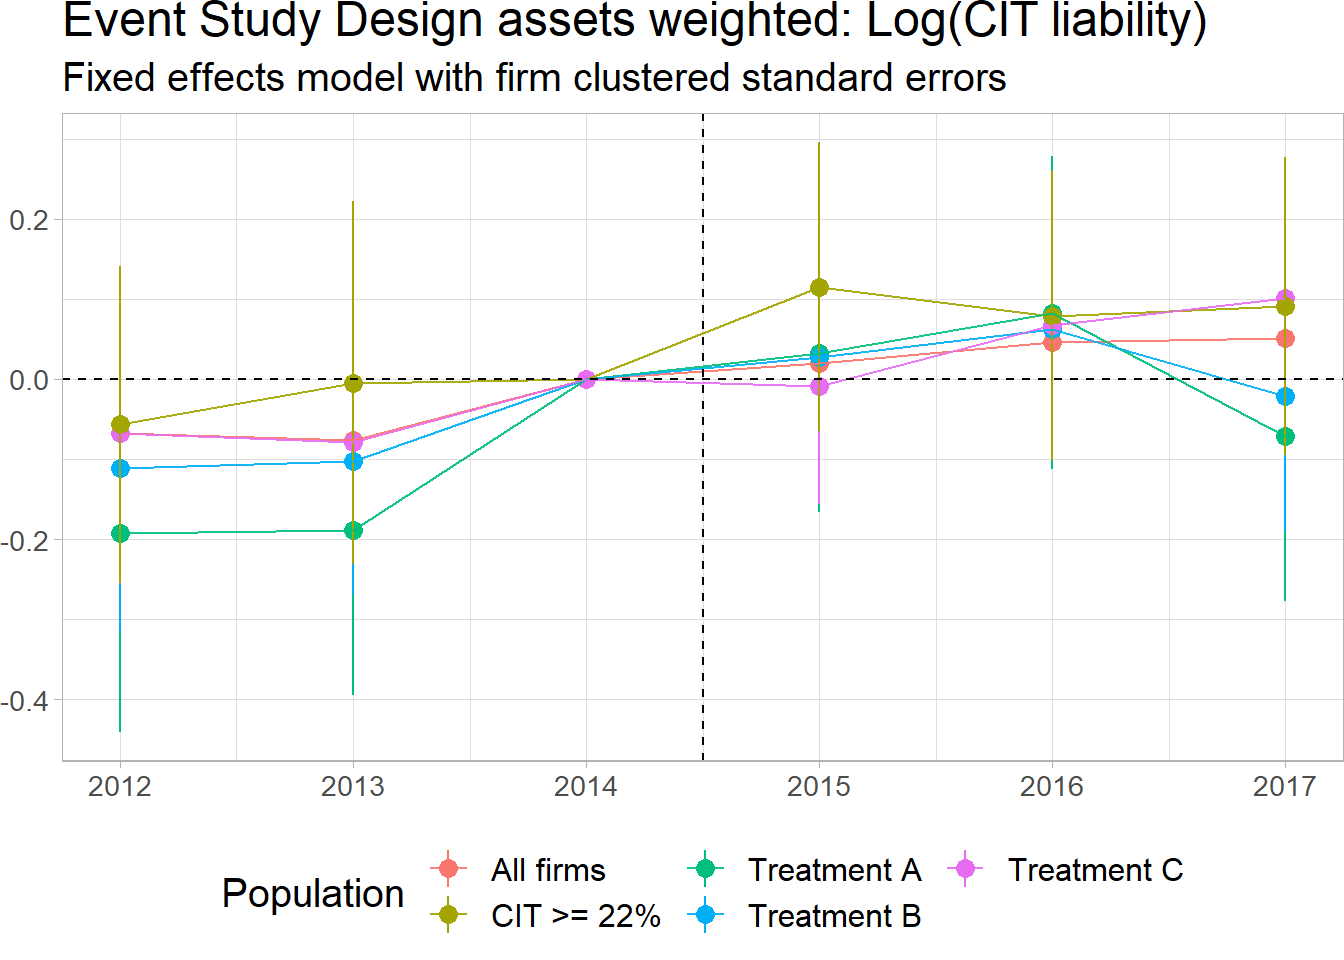 Event Study Design assets weighted: Log(CIT liability)
Fixed effects model with firm clustered standard errors
0.2
0.0
-0.2
-0.4
2012 2013 2014 2015 2016 2017
Population
All firms Treatment A Treatment C
CIT >= 22% Treatment B